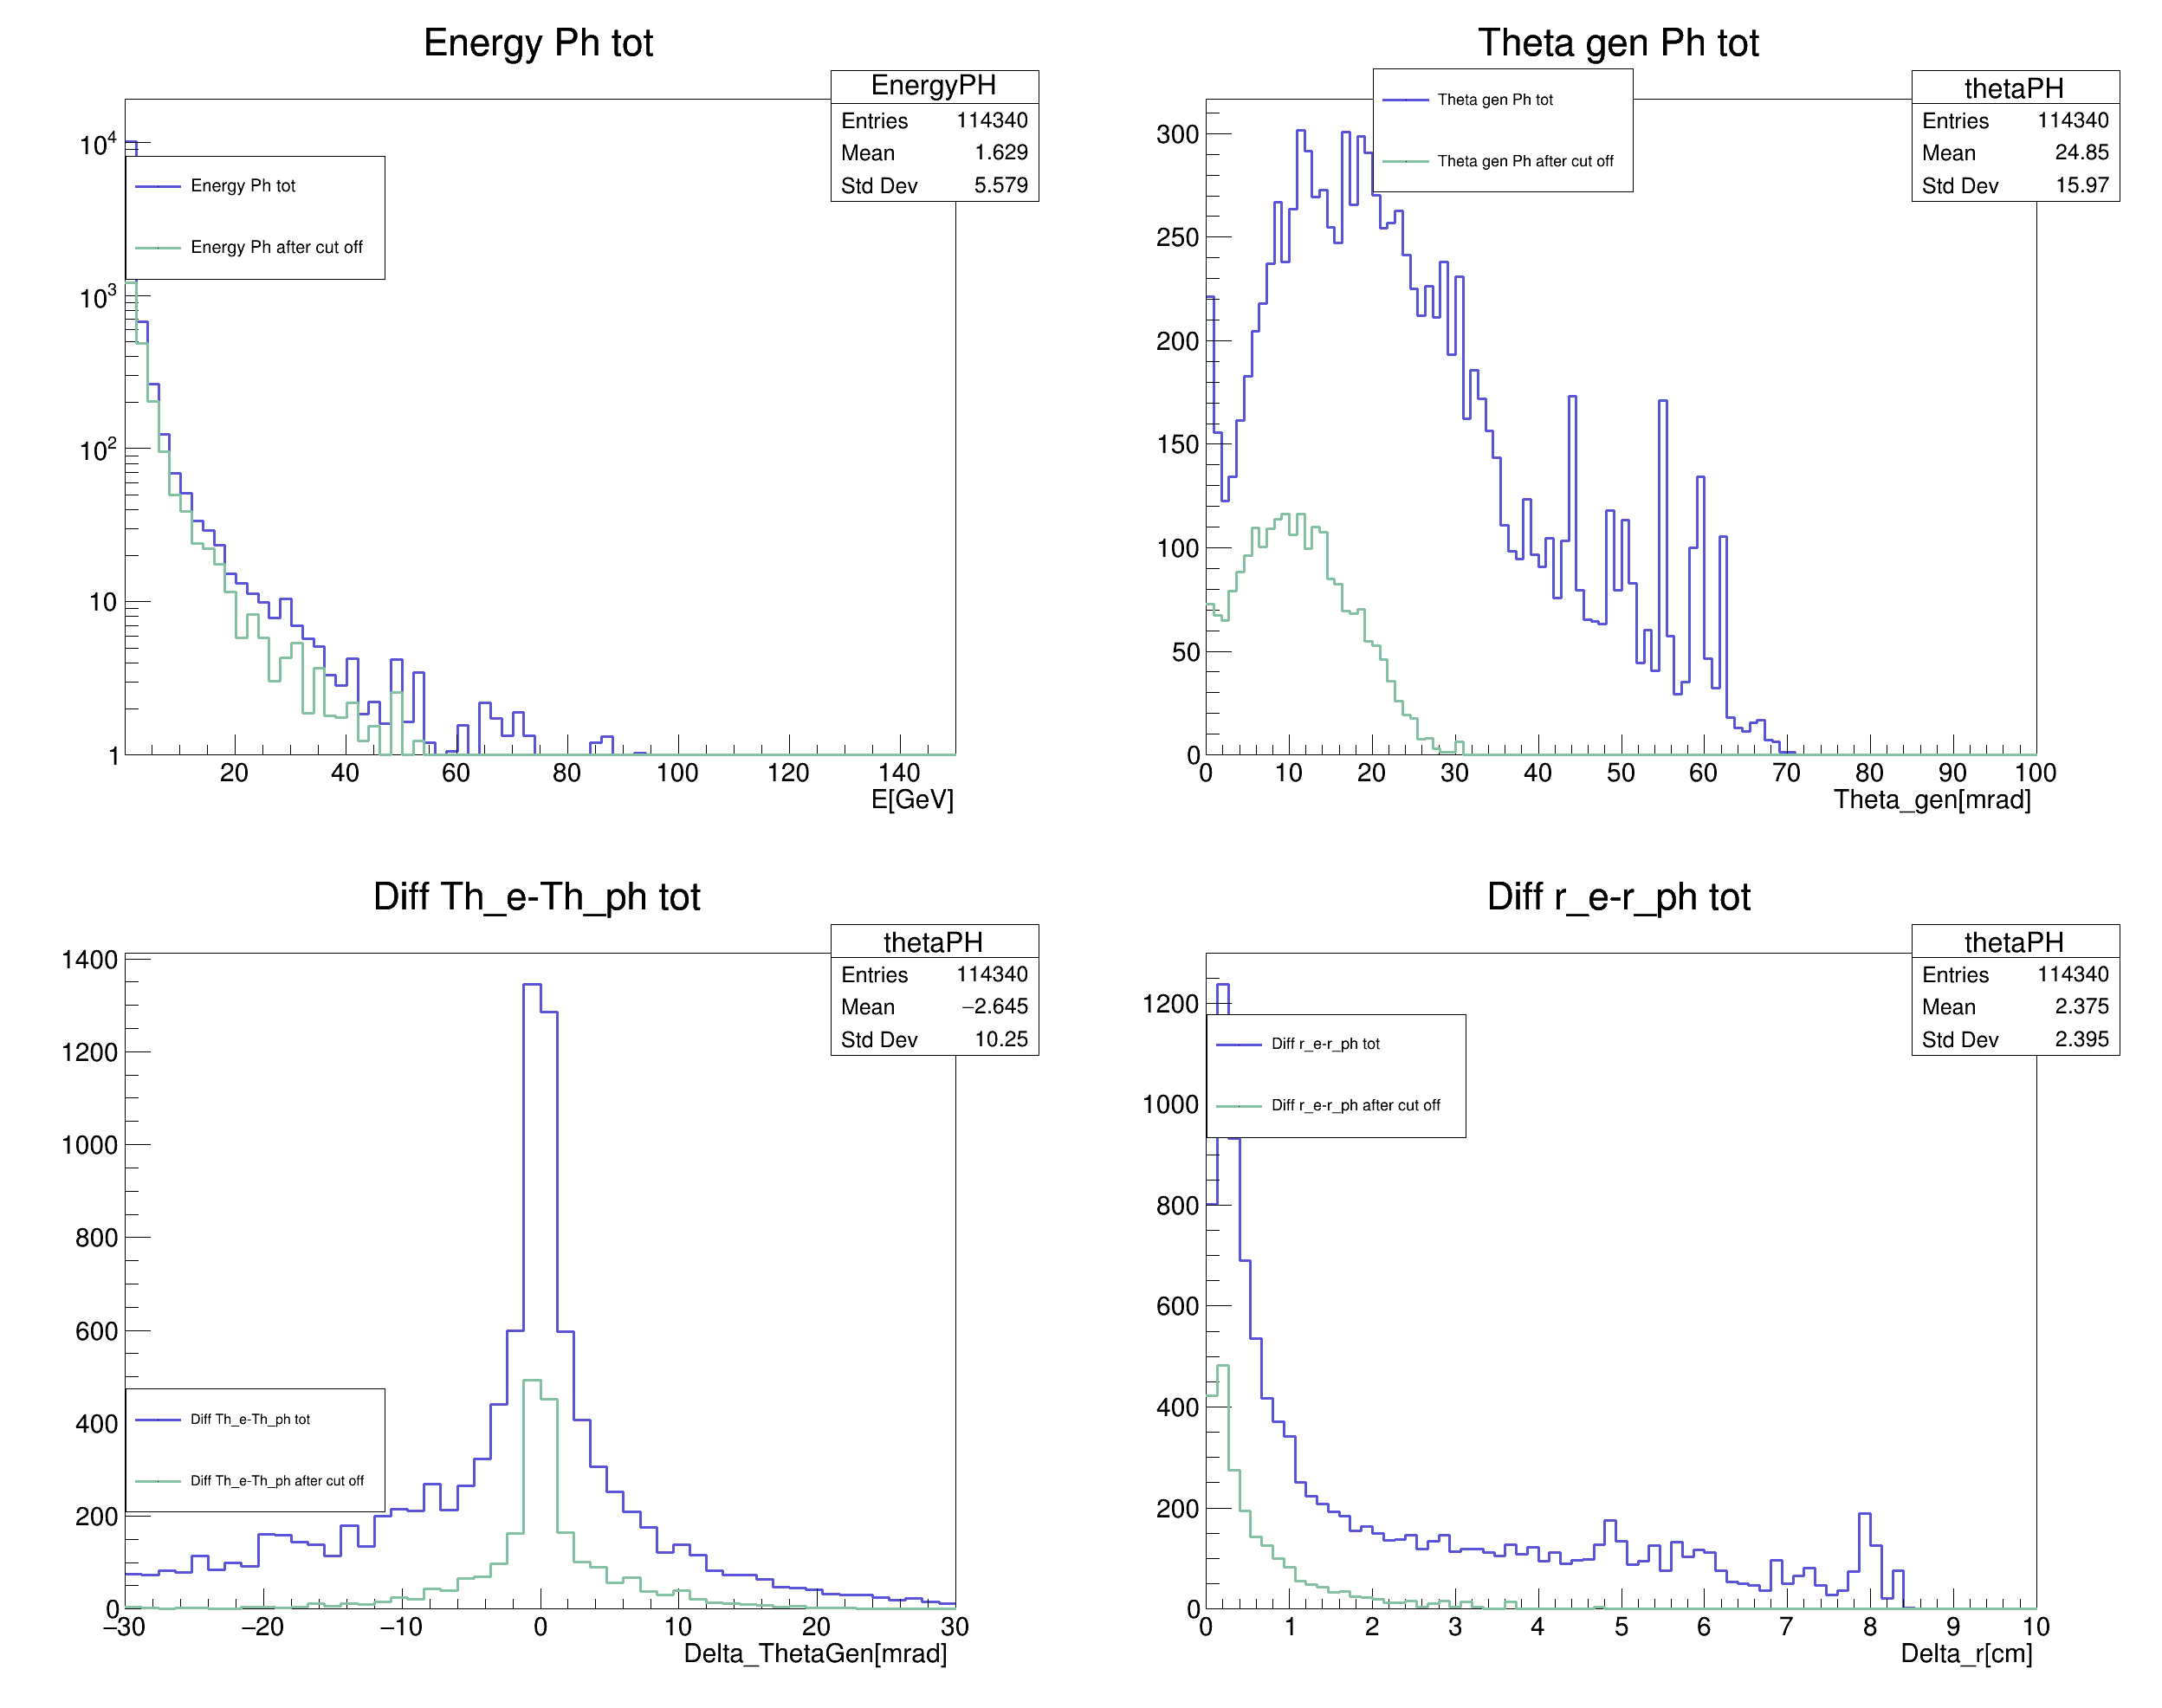 Energy Ph tot
EnergyPH
Entries 114340
Mean 1.629
Std Dev 5.579
Energy Ph tot
Energy Ph after cut off
10^4
10^3
10^2
10
1
20 40 60 80 100 120 140
E[GeV]
Theta gen Ph tot
thetaPH
Entries 114340
Mean 24.85
Std Dev 15.97
Theta gen Ph tot
Theta gen Ph after cut off
300
250
200
150
100
50
0
0 10 20 30 40 50 60 70 80 90 100
Theta_gen[mrad]
Diff Th_e-Th_ph tot
thetaPH
Entries 114340
Mean −2.645
Std Dev 10.25
1400
1200
1000
800
600
400
200
0
Diff Th_e-Th_ph tot
Diff Th_e-Th_ph after cut off
−30 −20 −10 0 10 20 30
Delta_ThetaGen[mrad]
Diff r_e-r_ph tot
thetaPH
Entries 114340
Mean 2.375
Std Dev 2.395
Diff r_e-r_ph tot
Diff r_e-r_ph after cut off
1200
1000
800
600
400
200
0
0 1 2 3 4 5 6 7 8 9 10
Delta_r[cm]